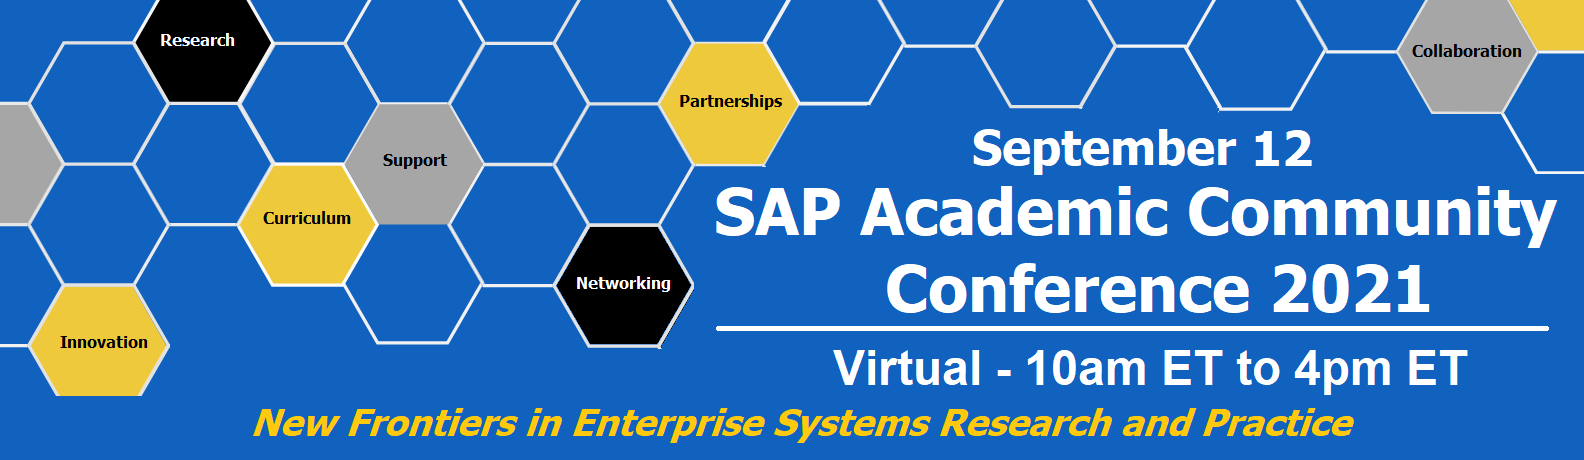 Research
Collaboration
Partnerships
September 12
Support
SAP Academic Community
Curriculum
Conference 2021
Networking
Innovation
Virtual - 10am ET to 4pm ET
New Frontiers in Enterprise Systems Research and Practice